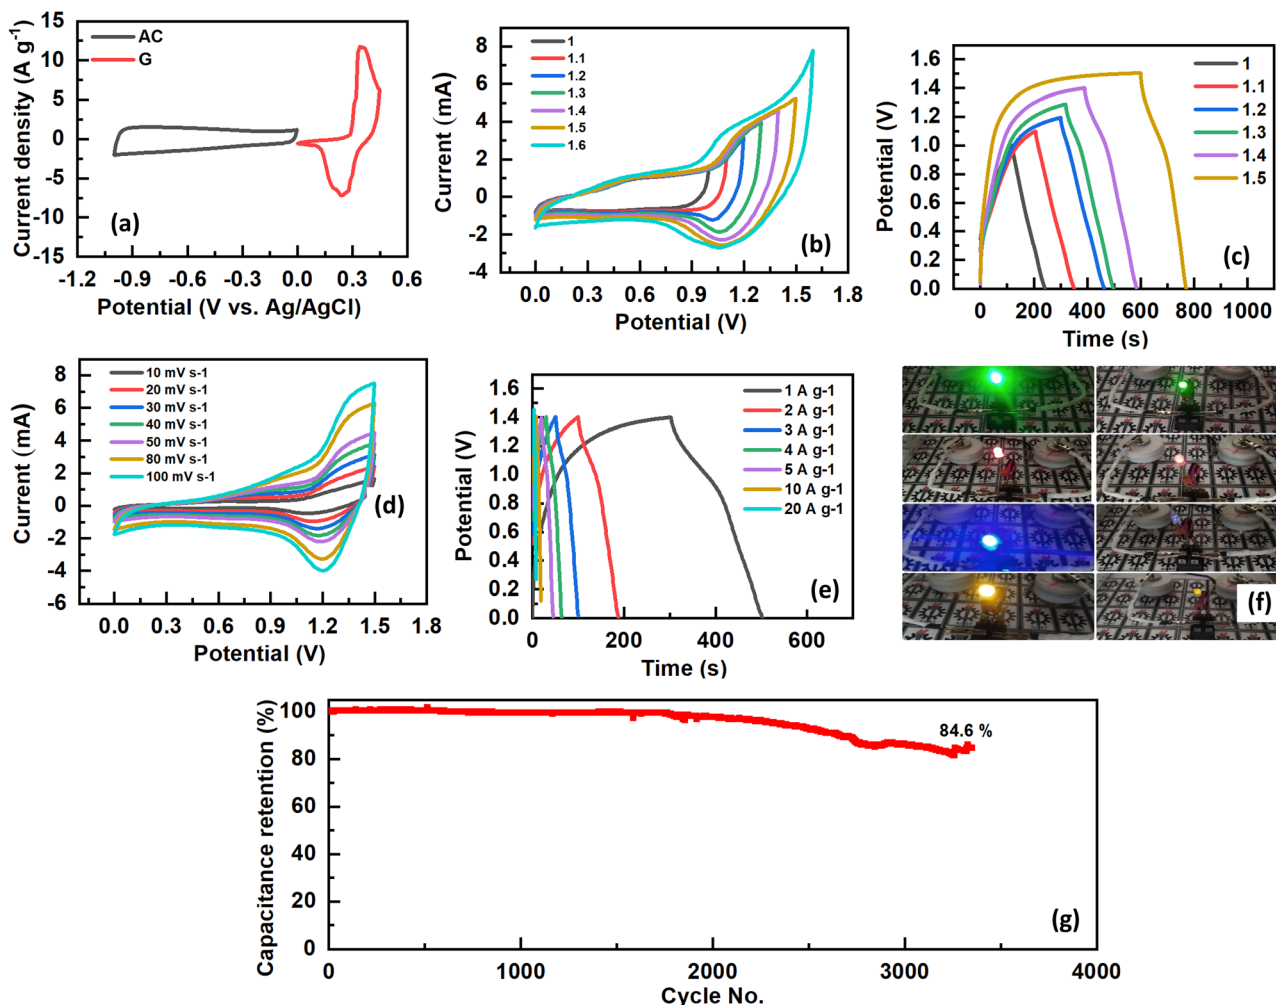 15
10
5
0
-5
-10
-15
Current density (A g-1)
AC
G
(a)
-1.2 -0.9 -0.6 -0.3 0.0 0.3 0.6
Potential (V vs. Ag/AgCl)
8
6
4
2
0
-2
-4
Current (mA)
1
1.1
1.2
1.3
1.4
1.5
1.6
(b)
0.0 0.3 0.6 0.9 1.2 1.5 1.8
Potential (V)
1.6
1.4
1.2
1.0
0.8
0.6
0.4
0.2
0.0
Potential (V)
1
1.1
1.2
1.3
1.4
1.5
(c)
0 200 400 600 800 1000
Time (s)
8
6
4
2
0
-2
-4
-6
Current (mA)
10 mV s-1
20 mV s-1
30 mV s-1
40 mV s-1
50 mV s-1
80 mV s-1
100 mV s-1
(d)
0.0 0.3 0.6 0.9 1.2 1.5 1.8
Potential (V)
1.6
1.4
1.2
1.0
0.8
0.6
0.4
0.2
0.0
Potential (V)
1 A g-1
2 A g-1
3 A g-1
4 A g-1
5 A g-1
10 A g-1
20 A g-1
(e)
0 200 400 600
Time (s)
(f)
100
80
60
40
20
0
Capacitance retention (%)
84.6 %
(g)
0 1000 2000 3000 4000
Cycle No.